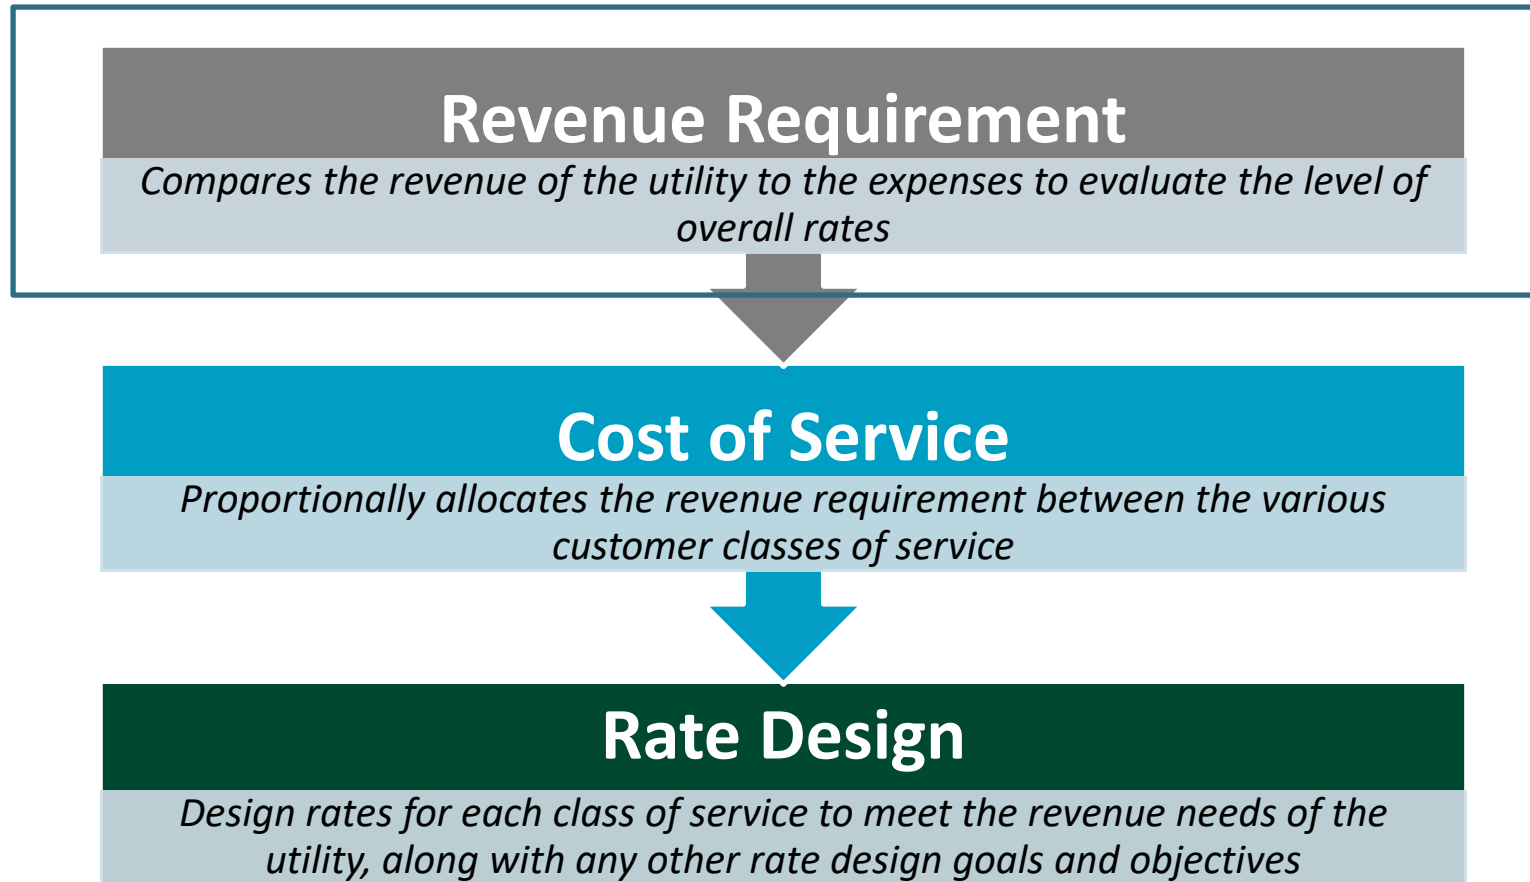 Revenue Requirement
Compares the revenue of the utility to the expenses to evaluate the level of
overall rates
Cost of Service
Proportionally allocates the revenue requirement between the various
customer classes of service
Rate Design
Design rates for each class of service to meet the revenue needs of the
utility, along with any other rate design goals and objectives